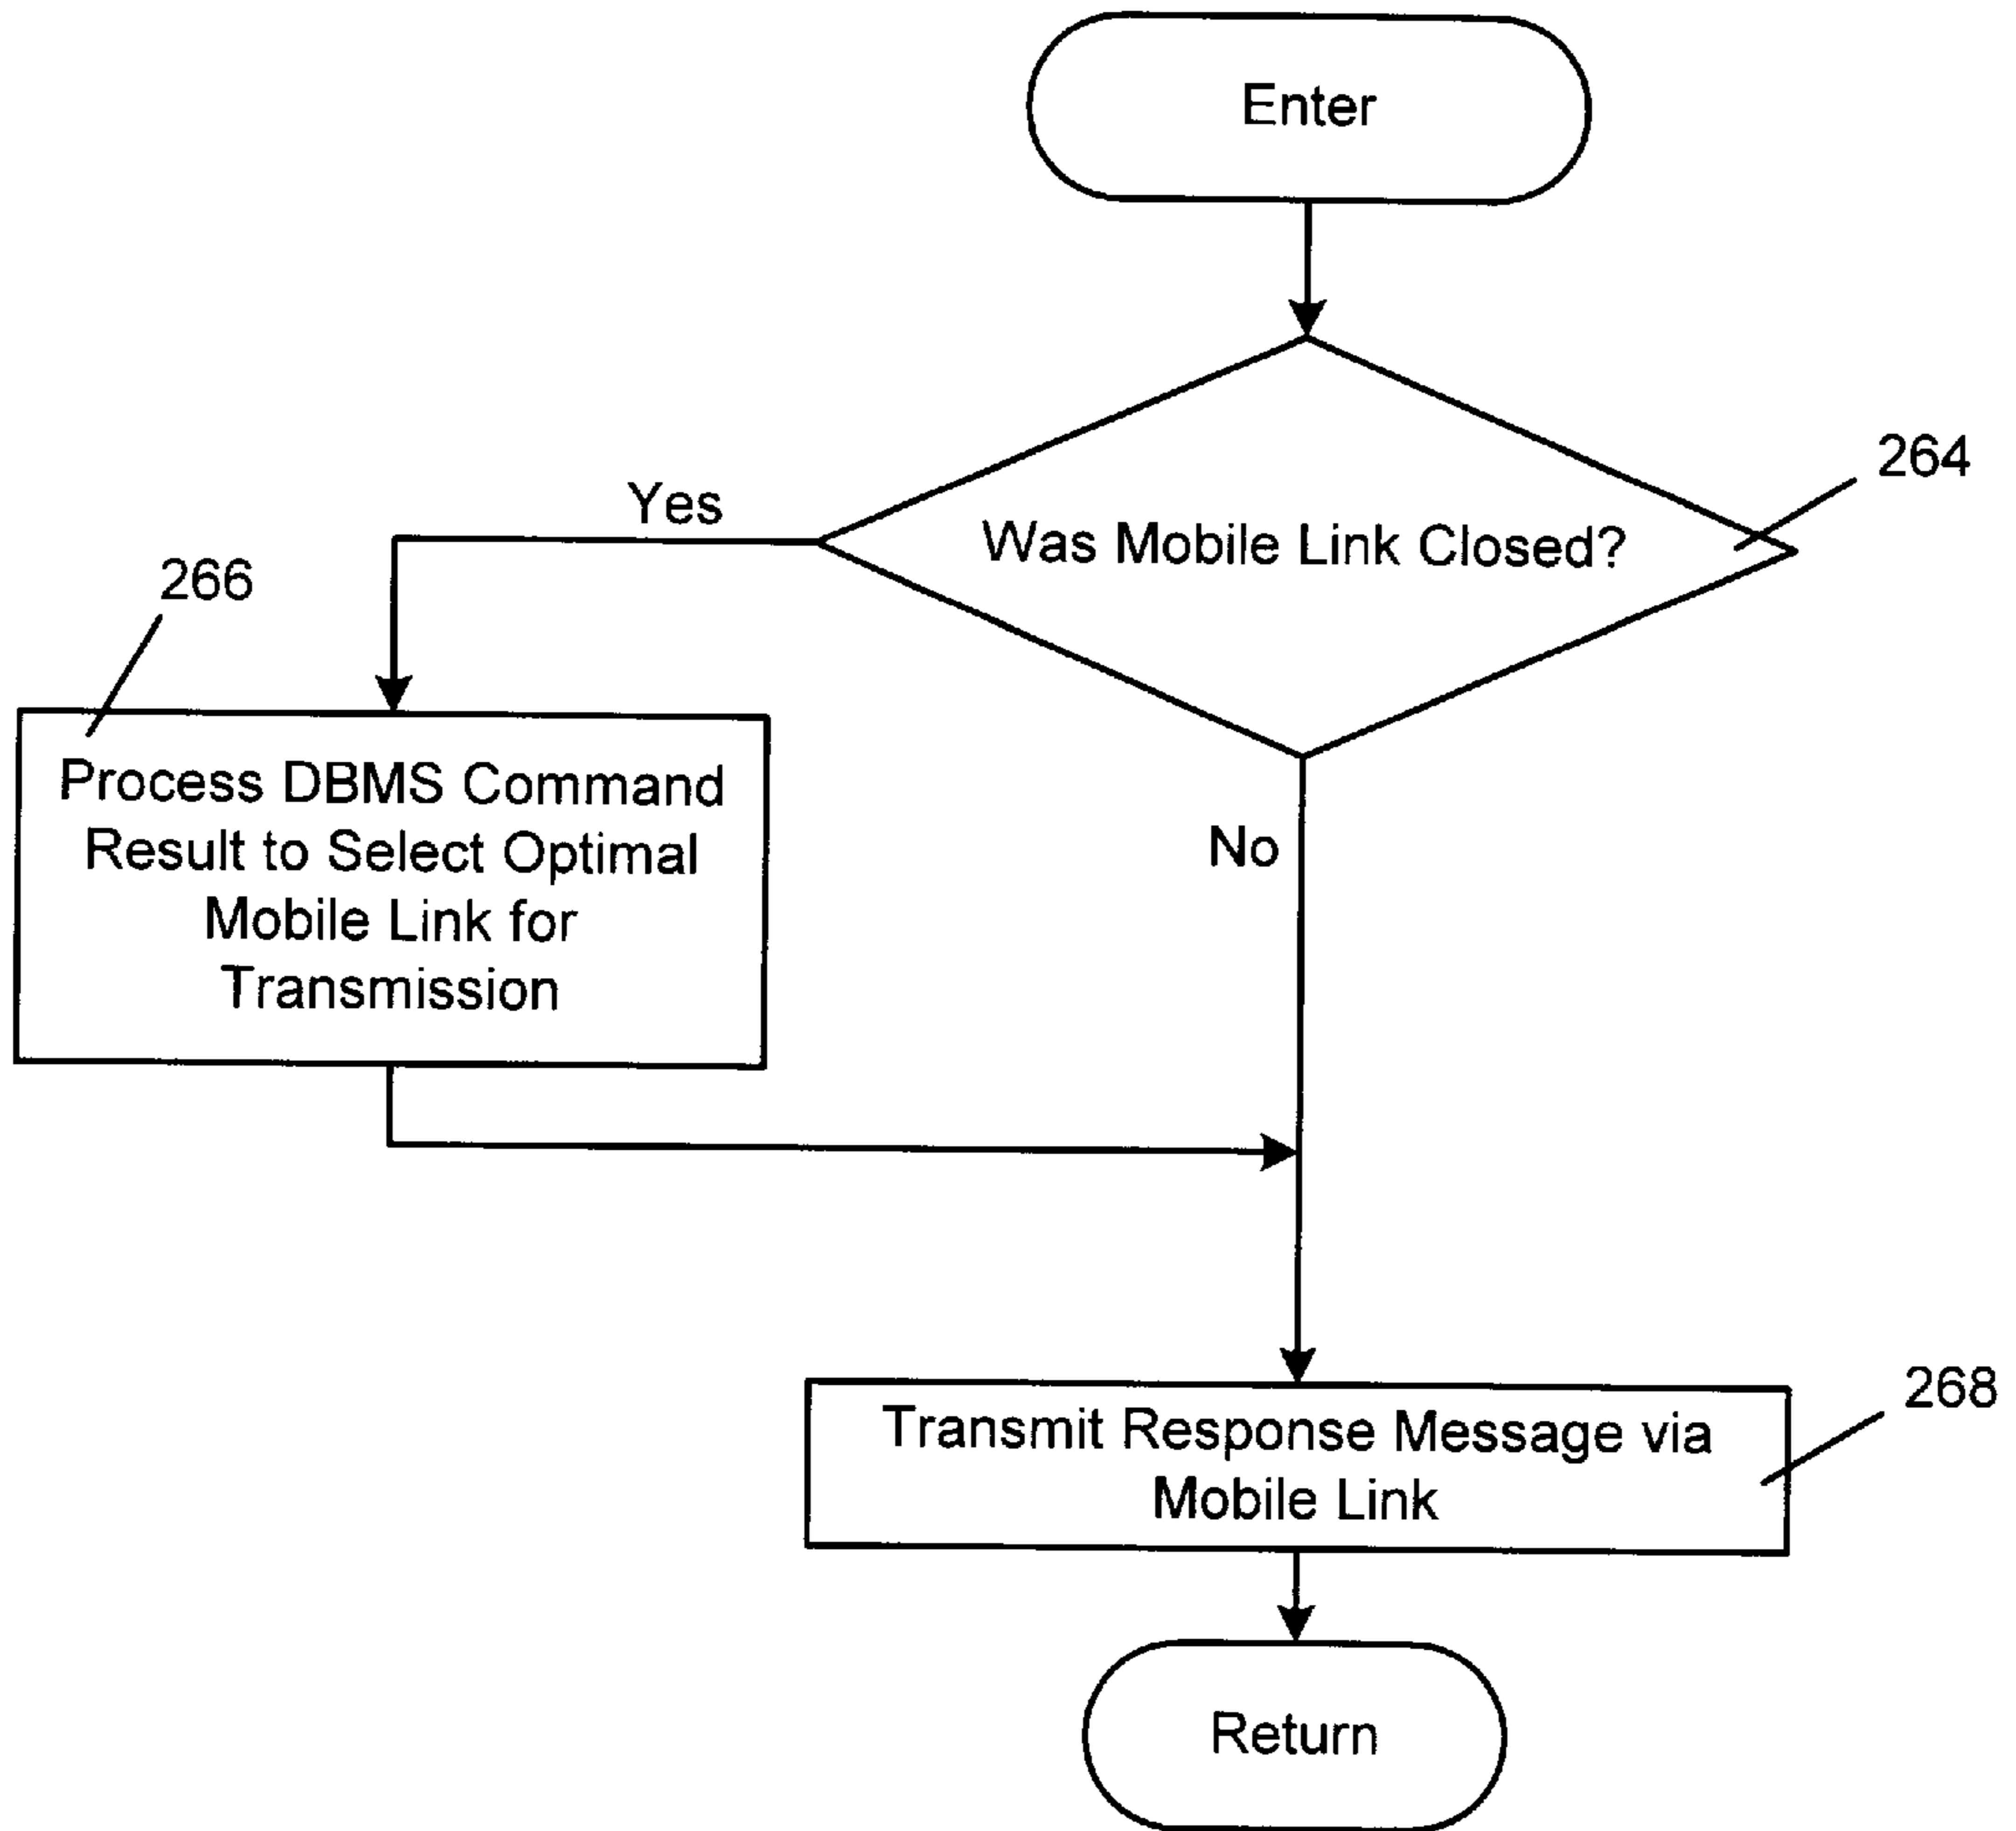 Enter
264
Was Mobile Link Closed?
Yes
266
Process DBMS Command
Result to Select Optimal
Mobile Link for
Transmission
No
268
Transmit Response Message via
Mobile Link
Return